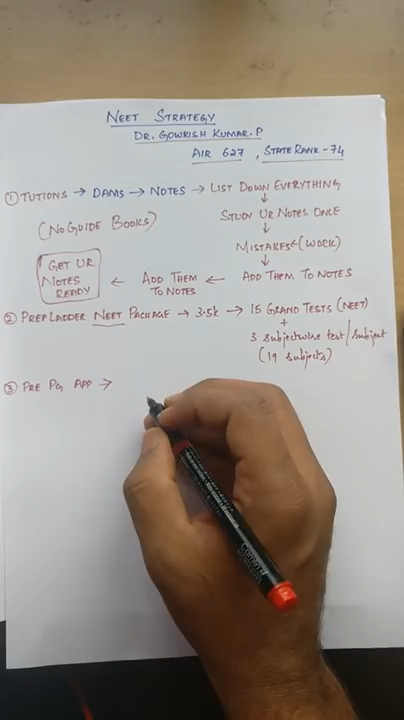 NEET STRATEGY
DR. GOWRISH KUMAR. P
AIR 627 , STATE RANK - 74
① TUTIONS → DAMS → NOTES → LIST DOWN EVERYTHING
↓
(NO GUIDE BOOKS) STUDY UR NOTES ONCE
↓
MISTAKES ← (WQCK)
↓
GET UR NOTES READY ← ADD THEM TO NOTES ← ADD THEM TO NOTES
② PREPLADDER NEET PACKAGE → 3.5k → 15 GRAND TESTS (NEET)
+
3 subjectwise test/subject
(19 subjects)
③ PRE PG APP →
Camlin